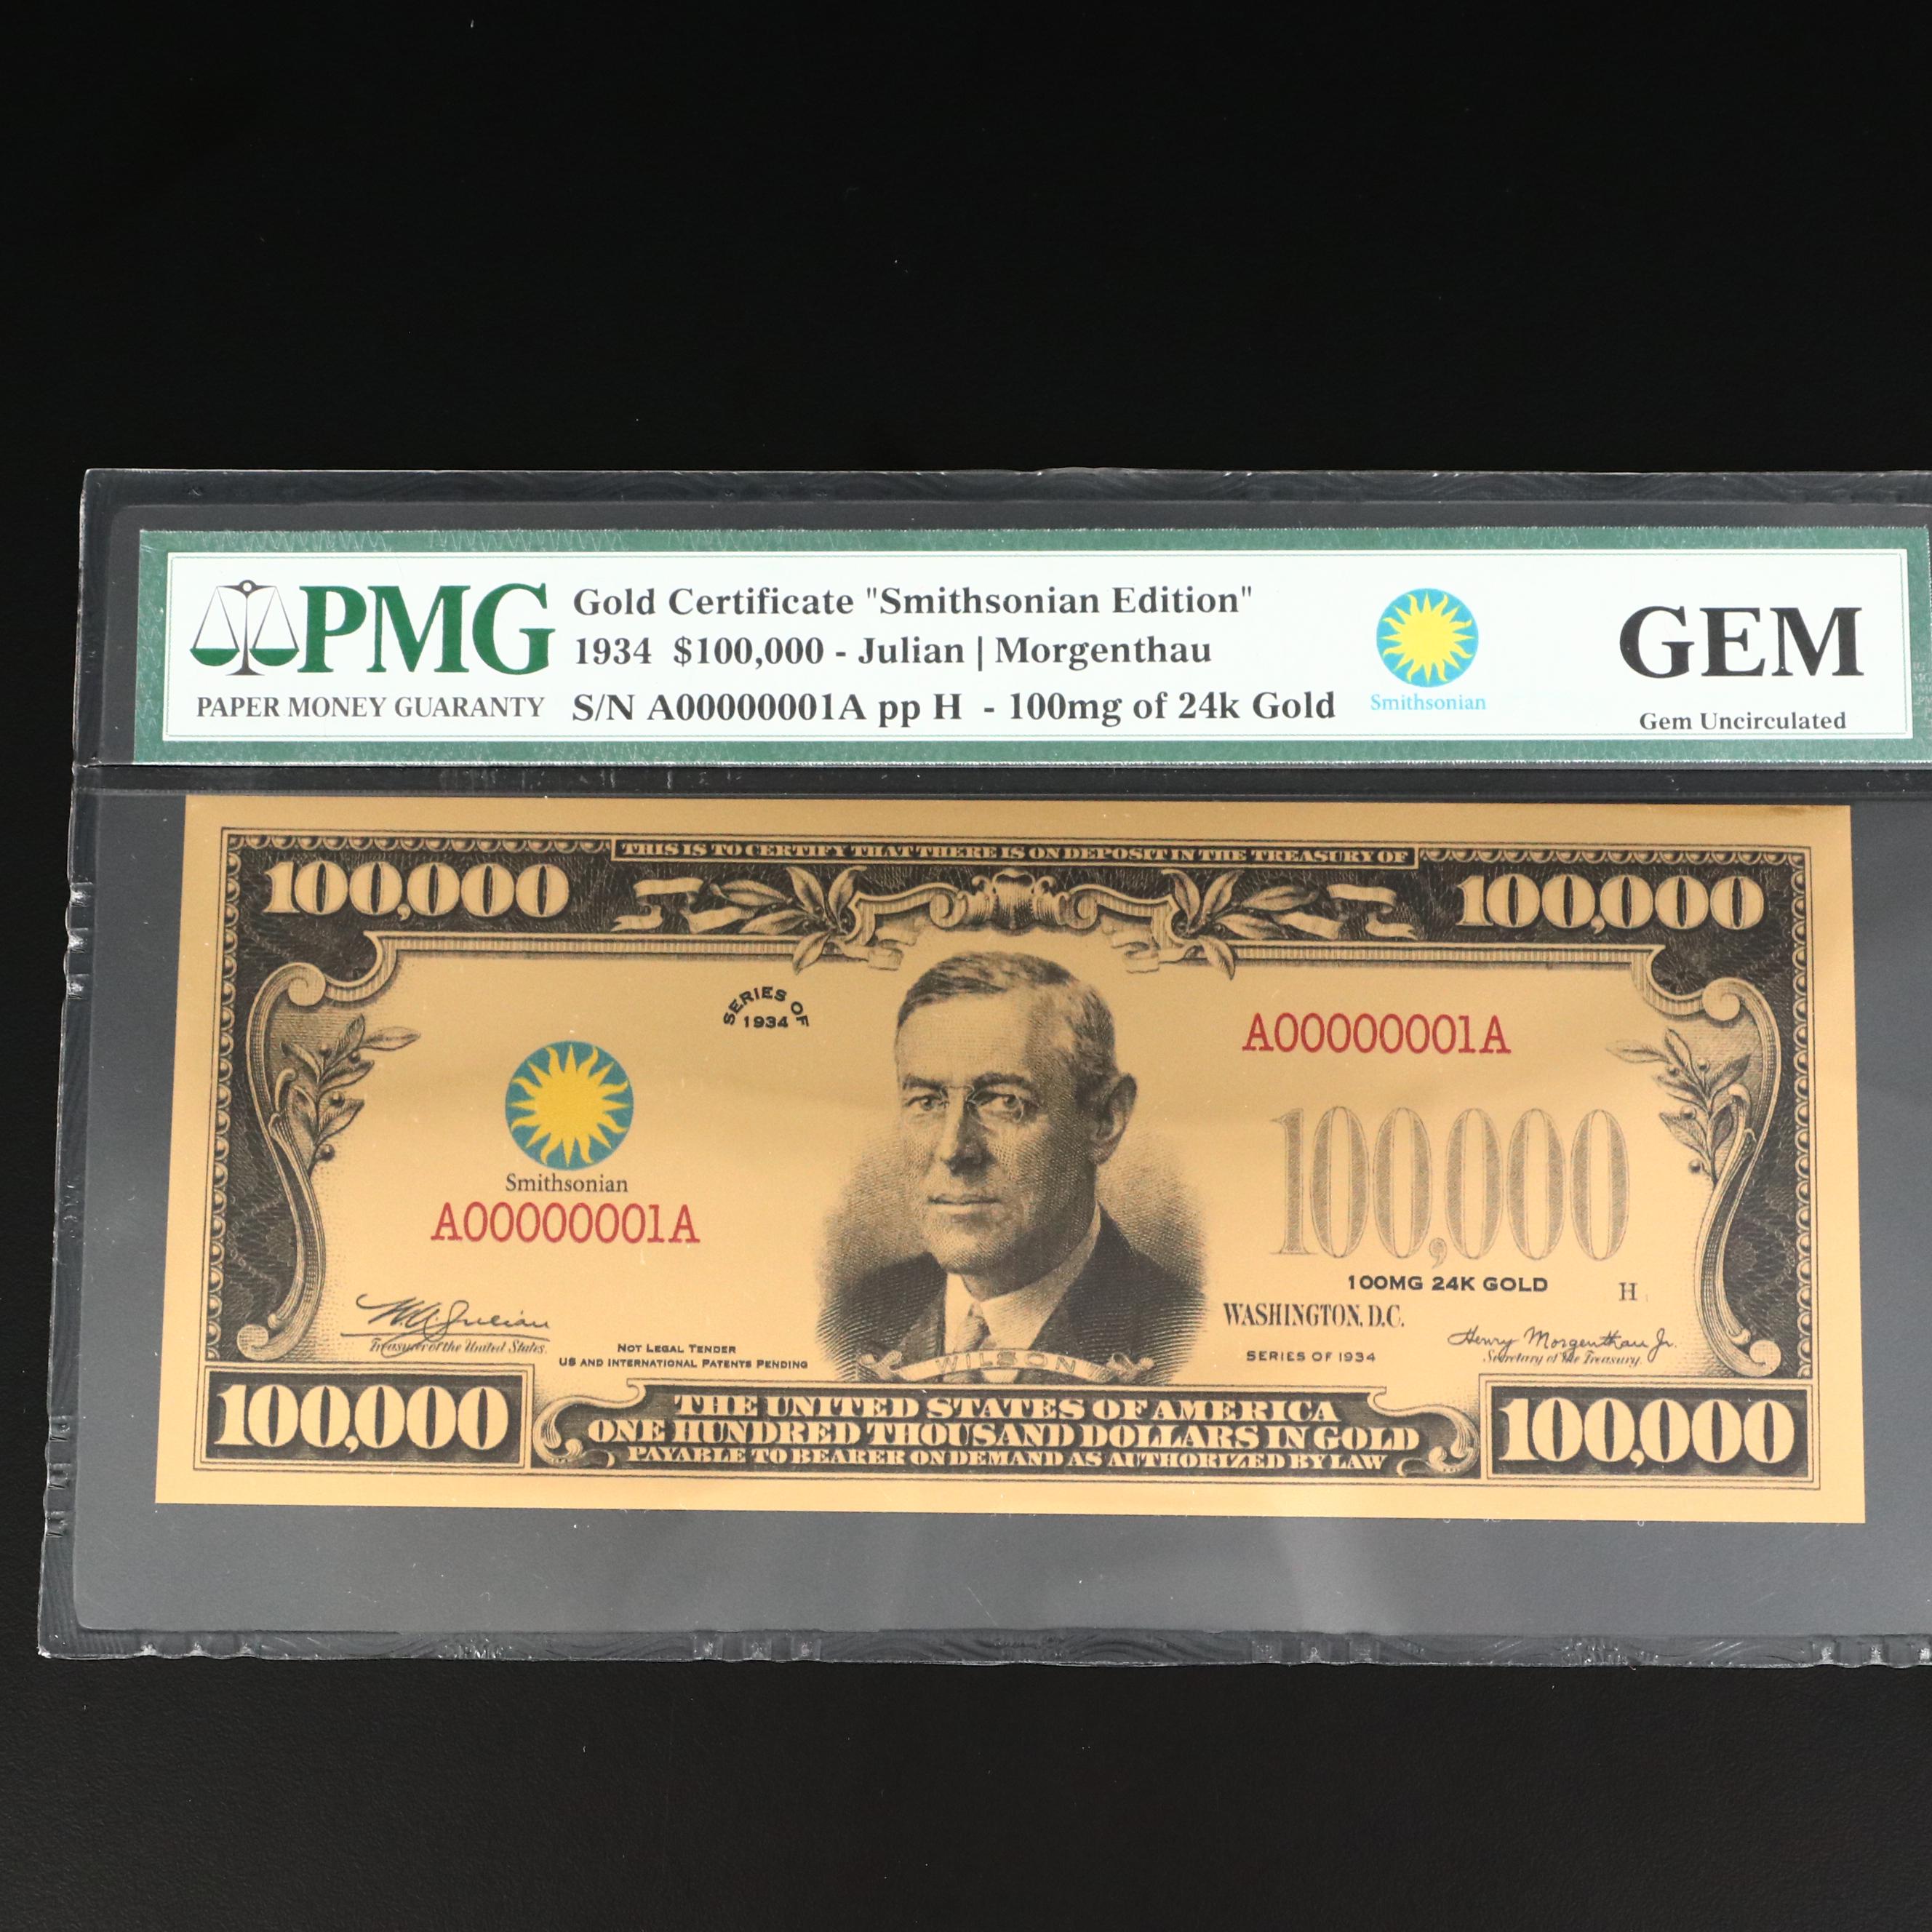 PMG
PAPER MONEY GUARANTY
Gold Certificate "Smithsonian Edition"
1934 $100,000 - Julian | Morgenthau
S/N A00000001A pp H - 100mg of 24k Gold
Smithsonian
GEM
Gem Uncirculated
THIS IS TO CERTIFY THAT THERE IS ON DEPOSIT IN THE TREASURY OF
100,000
100,000
SERIES OF
1934
A00000001A
Smithsonian
A00000001A
100,000
100MG 24K GOLD
H
WASHINGTON, D.C.
W.A. Julian
Treasurer of the United States.
NOT LEGAL TENDER
US AND INTERNATIONAL PATENTS PENDING
WILSON
SERIES OF 1934
Henry Morgenthau Jr.
Secretary of the Treasury.
100,000
THE UNITED STATES OF AMERICA
ONE HUNDRED THOUSAND DOLLARS IN GOLD
PAYABLE TO BEARER ON DEMAND AS AUTHORIZED BY LAW
100,000